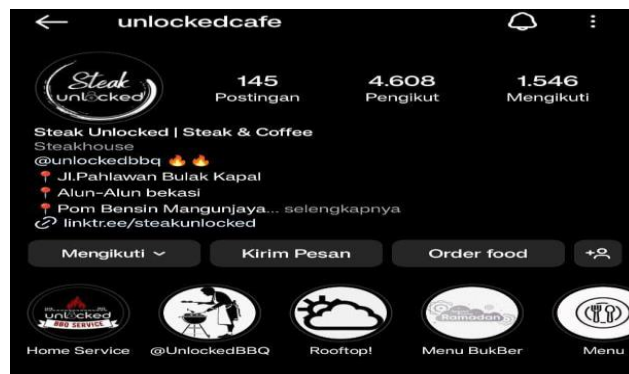 unlockedcafe
Steak
unlocked
145
4.608
1.546
Postingan
Pengikut
Mengikuti
Steak Unlocked | Steak & Coffee
Steakhouse
@unlockedbbq
Jl.Pahlawan Bulak Kapal
Alun-Alun bekasi
Pom Bensin Mangunjaya... selengkapnya
linktr.ee/steakunlocked
Mengikuti
Kirim Pesan
Order food
unlocked
BBQ SERVICE
Ramadan
Home Service
@UnlockedBBQ
Rooftop!
Menu BukBer
Menu